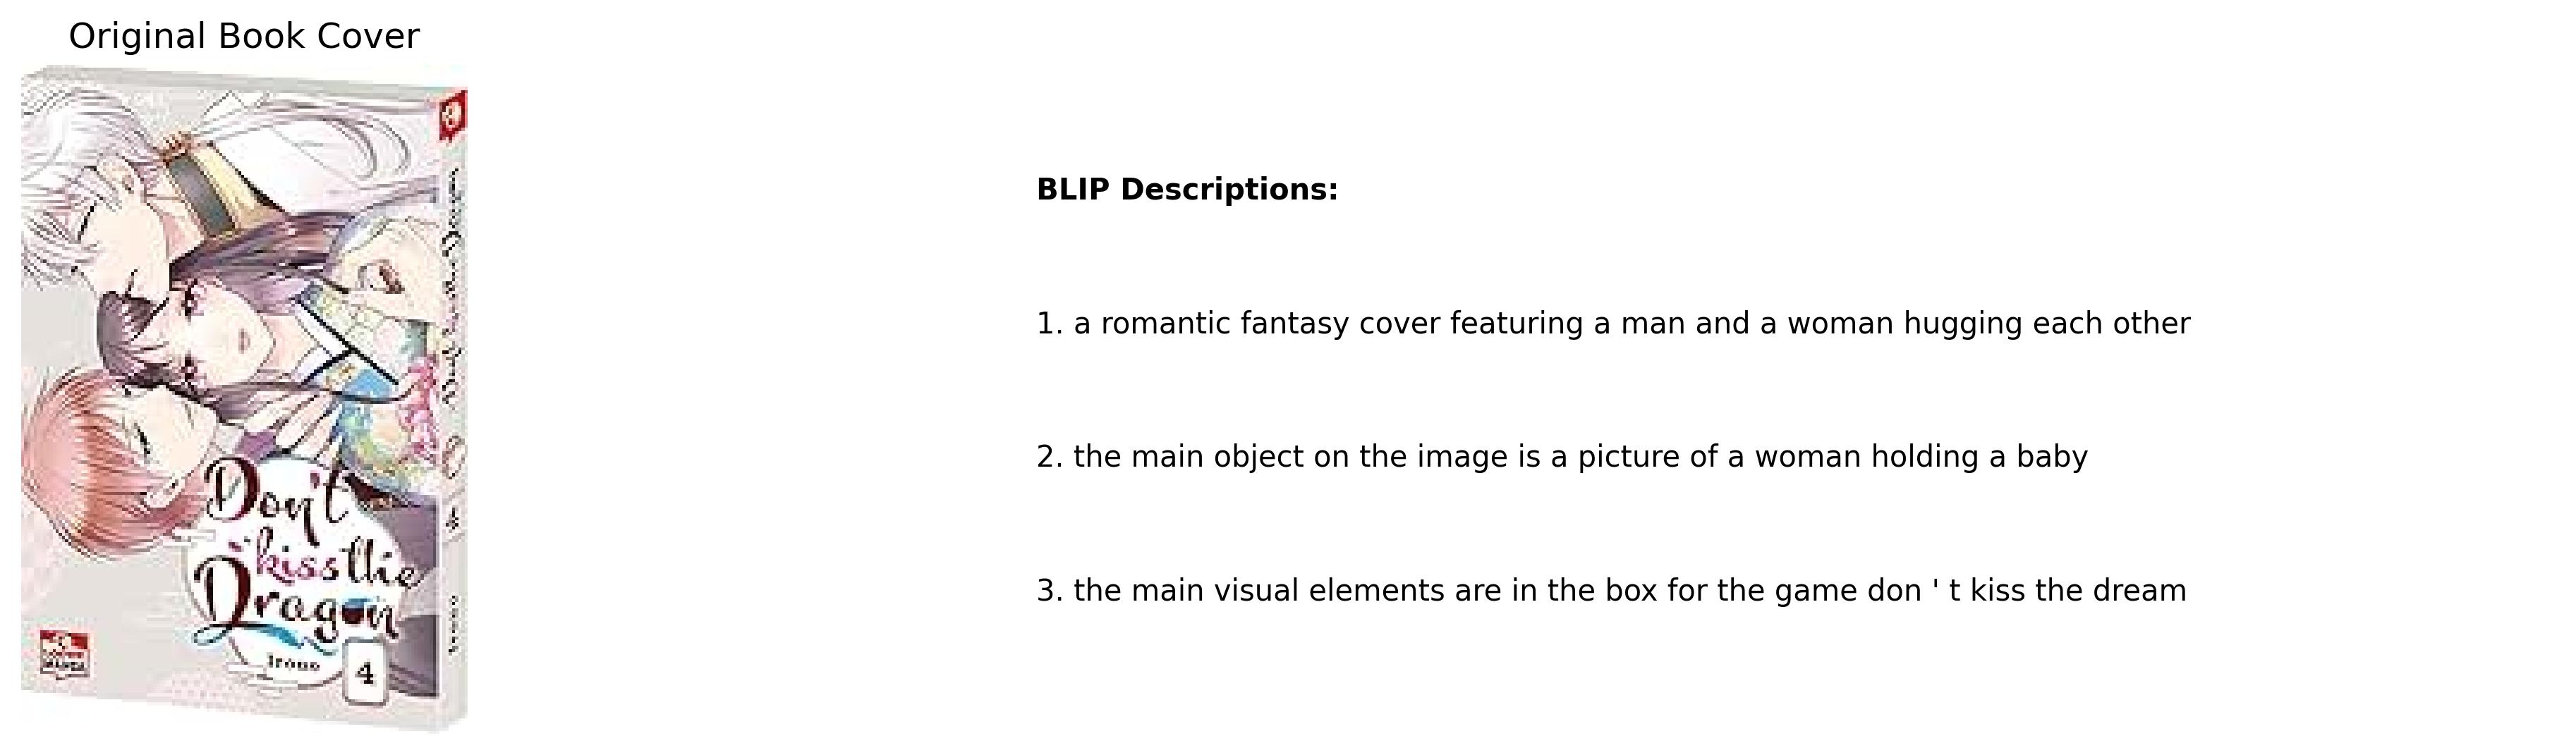 Original Book Cover
Don't
kiss the
Dragon
Irono
4
BLIP Descriptions:
1. a romantic fantasy cover featuring a man and a woman hugging each other
2. the main object on the image is a picture of a woman holding a baby
3. the main visual elements are in the box for the game don ' t kiss the dream